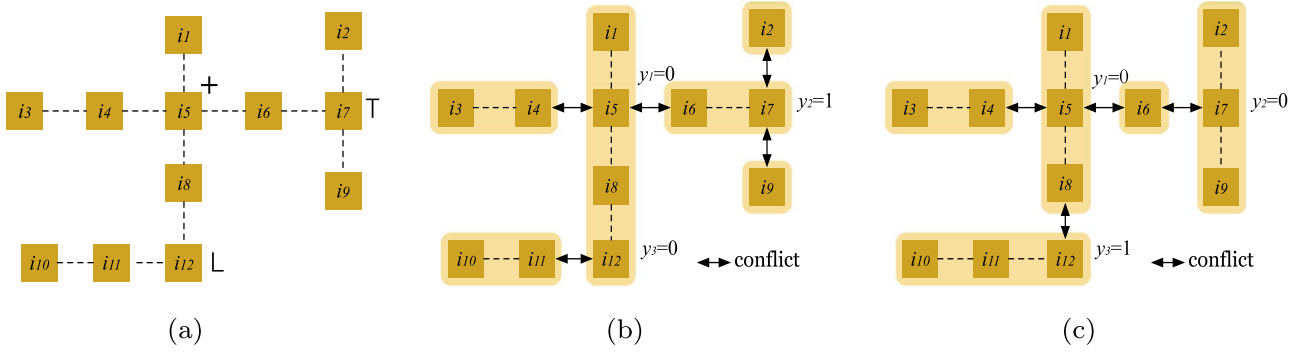 i1 i2
+
i3 i4 i5 i6 i7 T
i8 i9
i10 i11 i12 L
(a)
i1 i2
y1=0
i3 i4 i5 i6 i7 y2=1
i8 i9
i10 i11 i12 y3=0
conflict
(b)
i1 i2
y1=0
i3 i4 i5 i6 i7 y2=0
i8 i9
i10 i11 i12 y3=1
conflict
(c)